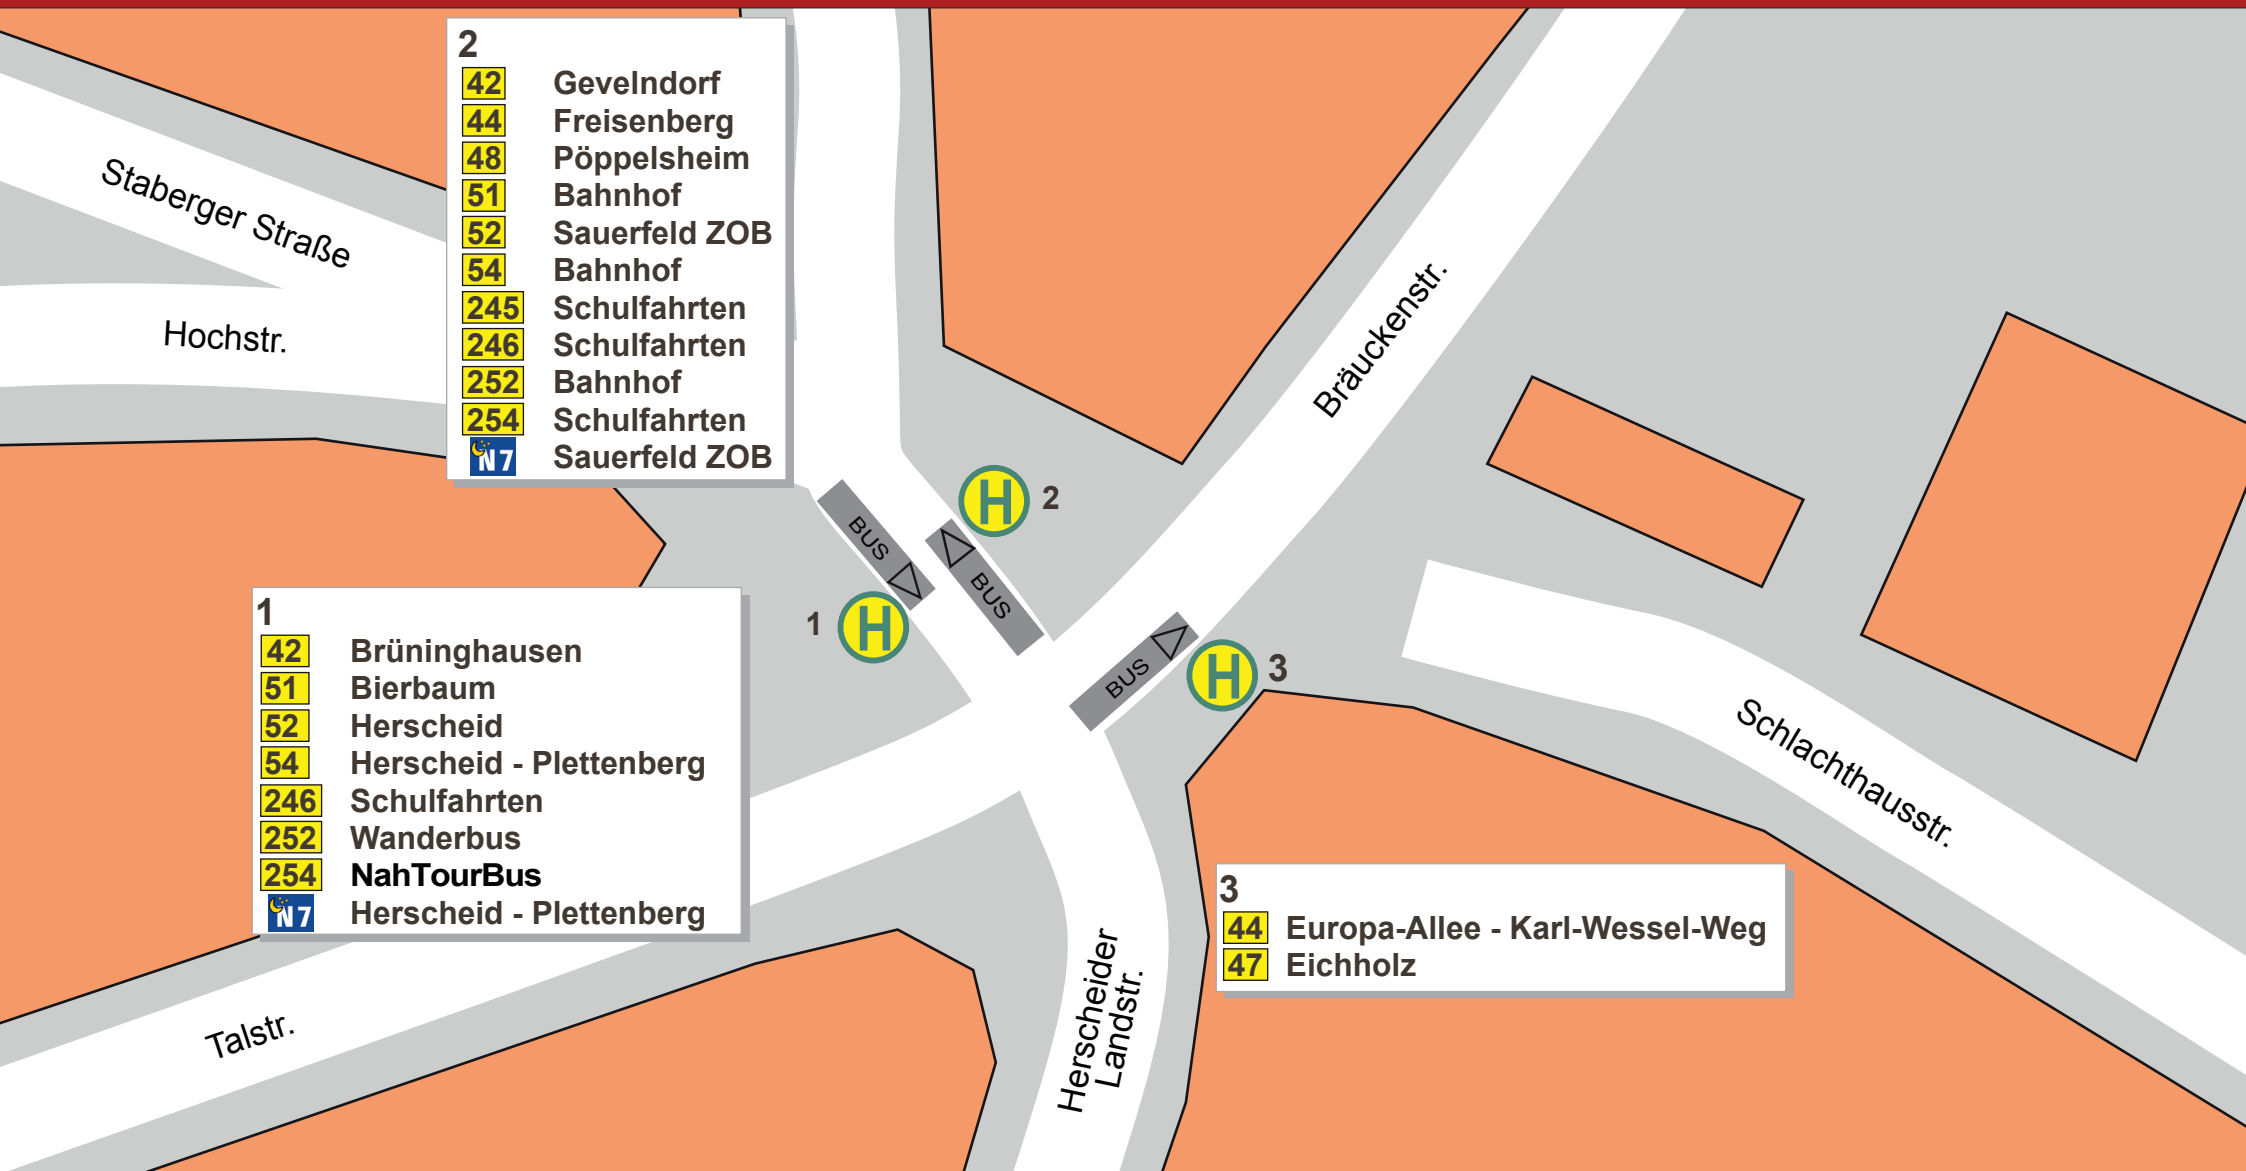 2
42 Gevelndorf
44 Freisenberg
48 Pöppelsheim
51 Bahnhof
52 Sauerfeld ZOB
54 Bahnhof
245 Schulfahrten
246 Schulfahrten
252 Bahnhof
254 Schulfahrten
N7 Sauerfeld ZOB
Staberger Straße
Hochstr.
Bräuckenstr.
BUS
H 2
BUS
1 H
BUS
H 3
1
42 Brüninghausen
51 Bierbaum
52 Herscheid
54 Herscheid - Plettenberg
246 Schulfahrten
252 Wanderbus
254 NahTourBus
N7 Herscheid - Plettenberg
Schlachthausstr.
3
44 Europa-Allee - Karl-Wessel-Weg
47 Eichholz
Talstr.
Herscheider
Landstr.